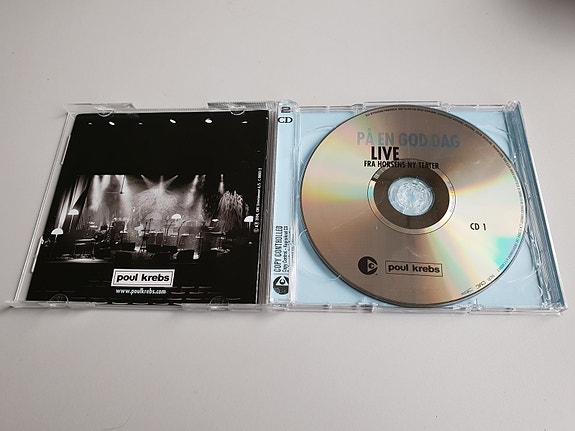 poul krebs
www.poulkrebs.com
2
CD
COPY CONTROLLED
PÅ EN GOD DAG
LIVE
FRA HORSENS NY TEATER
CD 1
poul krebs